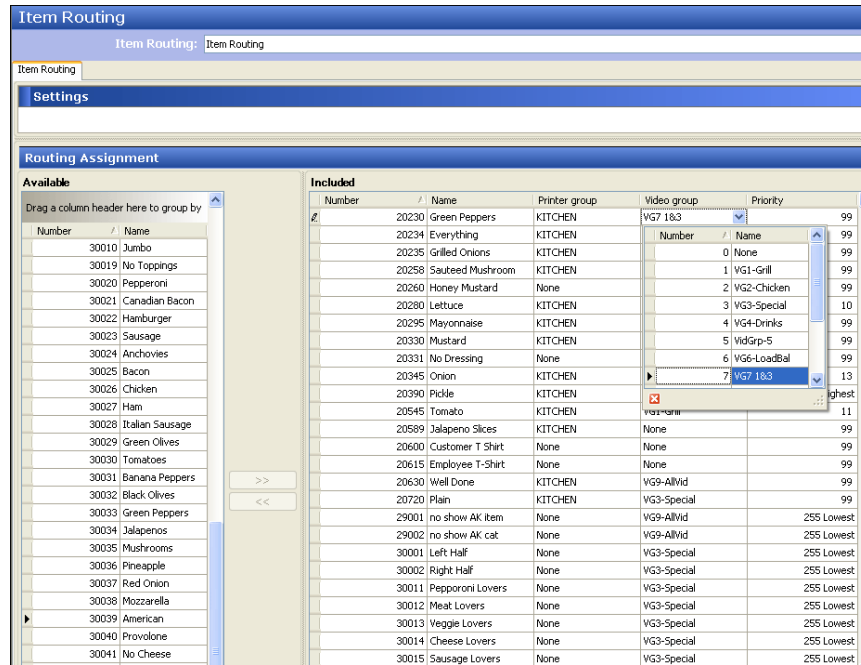 Item Routing
Item Routing: Item Routing
Item Routing
Settings
Routing Assignment
Available
Drag a column header here to group by
Number / Name
30010 Jumbo
30019 No Toppings
30020 Pepperoni
30021 Canadian Bacon
30022 Hamburger
30023 Sausage
30024 Anchovies
30025 Bacon
30026 Chicken
30027 Ham
30028 Italian Sausage
30029 Green Olives
30030 Tomatoes
30031 Banana Peppers
30032 Black Olives
30033 Green Peppers
30034 Jalapenos
30035 Mushrooms
30036 Pineapple
30037 Red Onion
30038 Mozzarella
30039 American
30040 Provolone
30041 No Cheese
>>
<<
Included
Number / Name Printer group Video group Priority
20230 Green Peppers KITCHEN VG7 1&3 99
20234 Everything KITCHEN 99
20235 Grilled Onions KITCHEN 99
20258 Sauteed Mushroom KITCHEN 99
20260 Honey Mustard None 99
20280 Lettuce KITCHEN 10
20295 Mayonnaise KITCHEN 99
20330 Mustard KITCHEN 99
20331 No Dressing None 99
20345 Onion KITCHEN 13
20390 Pickle KITCHEN ighest
20545 Tomato KITCHEN VG1-Grill 11
20589 Jalapeno Slices KITCHEN None 99
20600 Customer T Shirt None None 99
20615 Employee T-Shirt None None 99
20630 Well Done KITCHEN VG9-AllVid 99
20720 Plain KITCHEN VG3-Special 99
29001 no show AK item None VG9-AllVid 255 Lowest
29002 no show AK cat None VG9-AllVid 255 Lowest
30001 Left Half None VG3-Special 255 Lowest
30002 Right Half None VG3-Special 255 Lowest
30011 Pepporoni Lovers None VG3-Special 255 Lowest
30012 Meat Lovers None VG3-Special 255 Lowest
30013 Veggie Lovers None VG3-Special 255 Lowest
30014 Cheese Lovers None VG3-Special 255 Lowest
30015 Sausage Lovers None VG3-Special 255 Lowest
Number / Name
0 None
1 VG1-Grill
2 VG2-Chicken
3 VG3-Special
4 VG4-Drinks
5 VidGrp-5
6 VG6-LoadBal
7 VG7 1&3